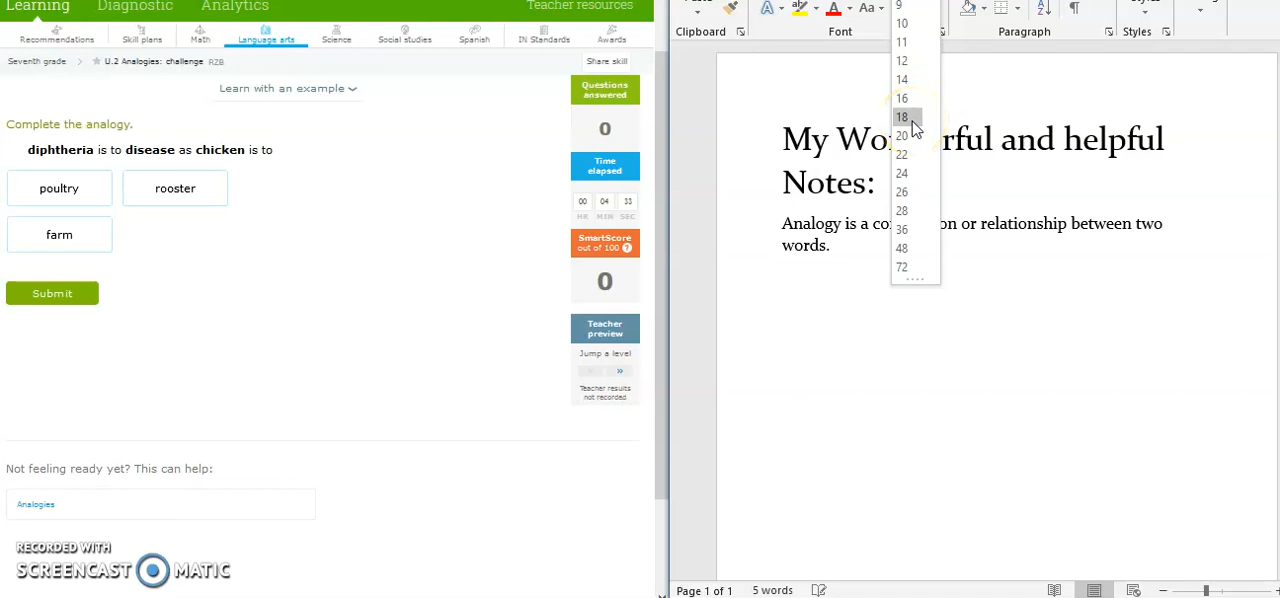 Learning Diagnostic Analytics Teacher resources
Recommendations Skill plans Math Language arts Science Social studies Spanish IN Standards Awards
Seventh grade > U.2 Analogies: challenge RZB Share skill
Learn with an example
Complete the analogy.
diphtheria is to disease as chicken is to
poultry rooster
farm
Submit
Questions
answered
0
Time
elapsed
00 04 33
HR MIN SEC
SmartScore
out of 100 ?
0
Teacher
preview
Jump a level
»
Teacher results
not recorded
Not feeling ready yet? This can help:
Analogies
RECORDED WITH
SCREENCAST MATIC
A ab A Aa
Clipboard Font Paragraph Styles
9
10
11
12
14
16
18
20
22
24
26
28
36
48
72
My Wo rful and helpful
Notes:
Analogy is a co on or relationship between two
words.
Page 1 of 1 5 words